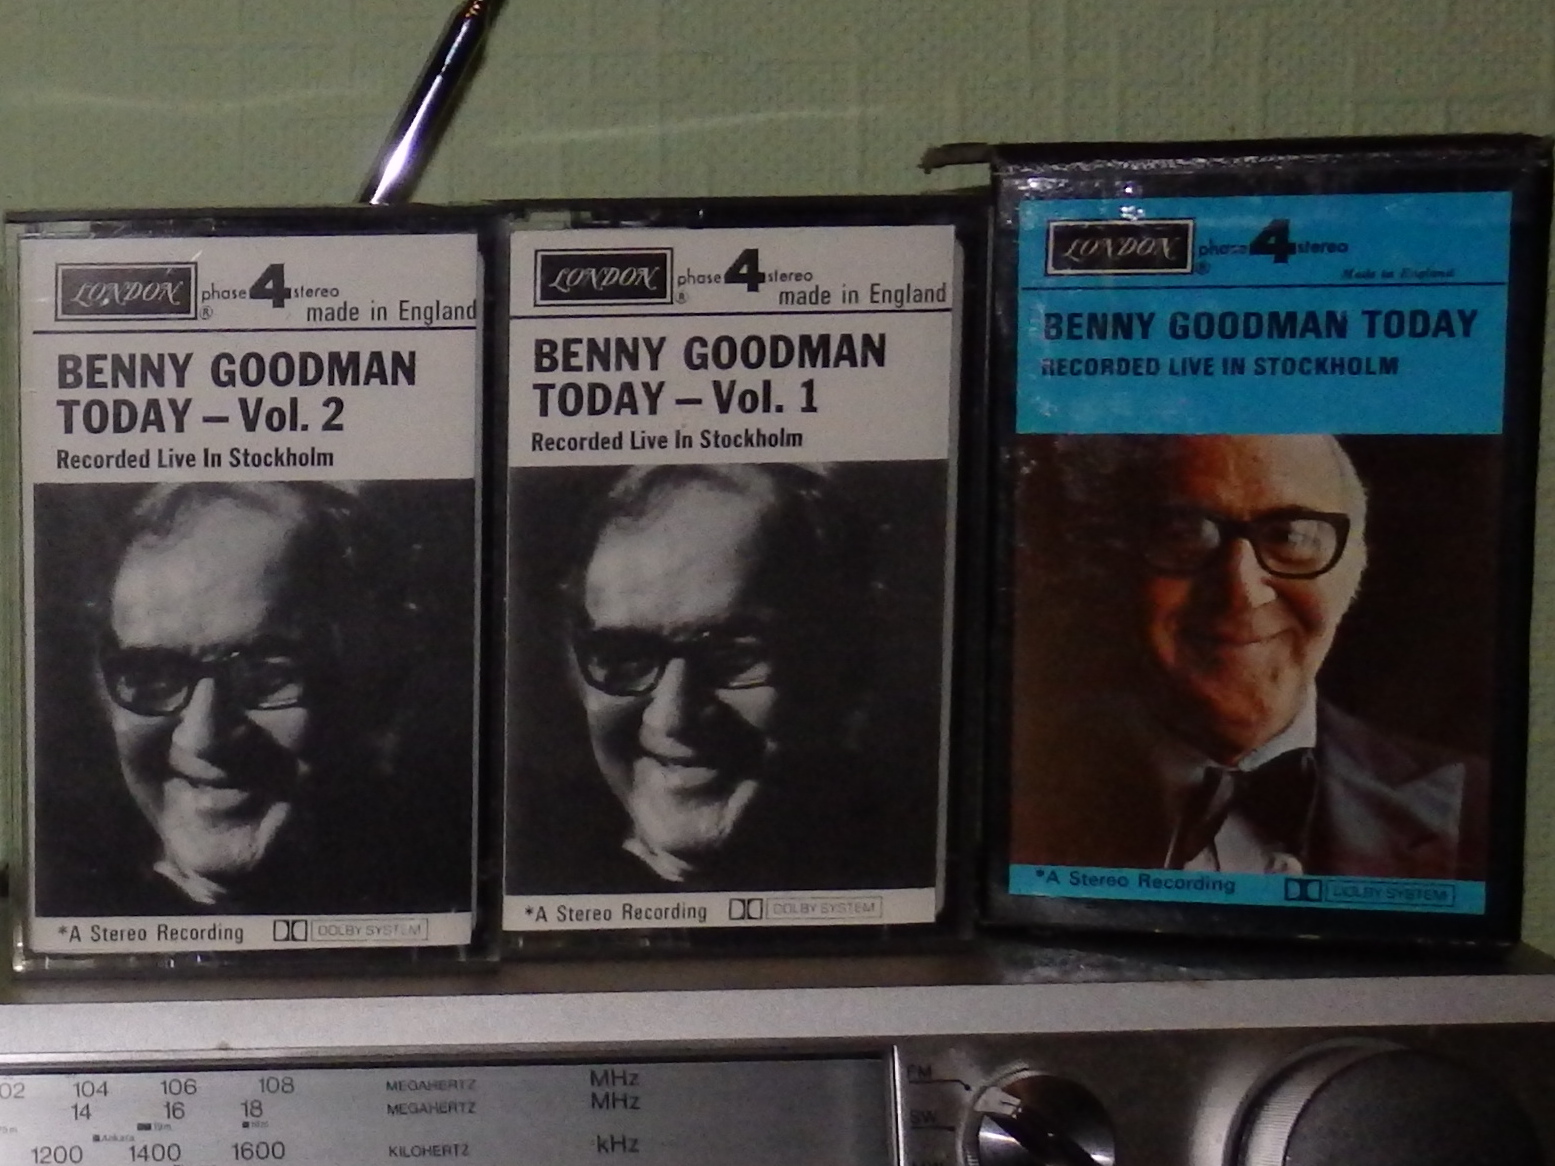 LONDON
®
phase 4 stereo
made in England
BENNY GOODMAN
TODAY – Vol. 2
Recorded Live In Stockholm
*A Stereo Recording
DOLBY SYSTEM
LONDON
®
phase 4 stereo
made in England
BENNY GOODMAN
TODAY – Vol. 1
Recorded Live In Stockholm
*A Stereo Recording
DOLBY SYSTEM
LONDON
®
phase 4 stereo
Made in England
BENNY GOODMAN TODAY
RECORDED LIVE IN STOCKHOLM
*A Stereo Recording
DOLBY SYSTEM
02 104 106 108 MEGAHERTZ MHz
14 16 18 MEGAHERTZ MHz
Ankara
1200 1400 1600 KILOHERTZ kHz
FM
SW